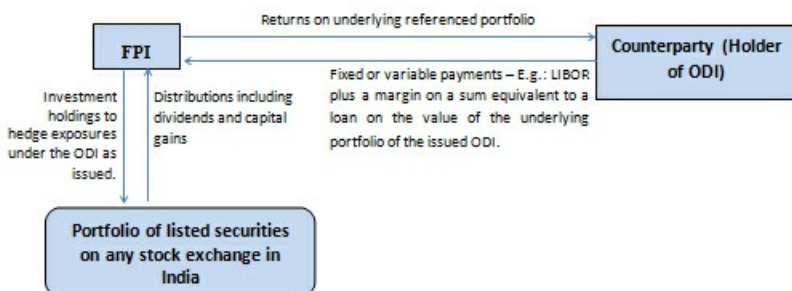 Returns on underlying referenced portfolio
FPI
Counterparty (Holder
of ODI)
Fixed or variable payments – E.g.: LIBOR
plus a margin on a sum equivalent to a
loan on the value of the underlying
portfolio of the issued ODI.
Investment
holdings to
hedge exposures
under the ODI as
issued.
Distributions including
dividends and capital
gains
Portfolio of listed securities
on any stock exchange in
India